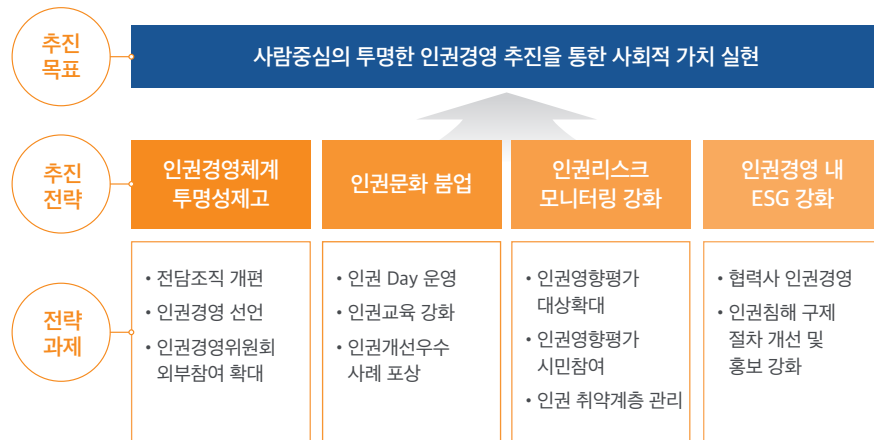 추진
목표
사람중심의 투명한 인권경영 추진을 통한 사회적 가치 실현
추진
전략
인권경영체계
투명성제고
인권문화 붐업
인권리스크
모니터링 강화
인권경영 내
ESG 강화
전략
과제
• 전담조직 개편
• 인권경영 선언
• 인권경영위원회
외부참여 확대
• 인권 Day 운영
• 인권교육 강화
• 인권개선우수
사례 포상
• 인권영향평가
대상확대
• 인권영향평가
시민참여
• 인권 취약계층 관리
• 협력사 인권경영
• 인권침해 구제
절차 개선 및
홍보 강화